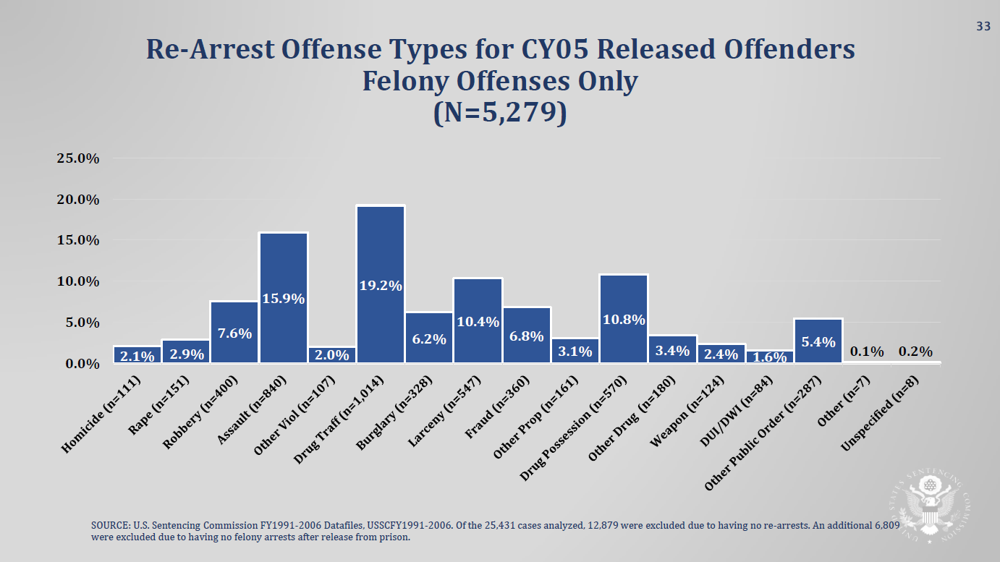 33
Re-Arrest Offense Types for CY05 Released Offenders
Felony Offenses Only
(N=5,279)
25.0%
20.0%
15.0%
10.0%
5.0%
0.0%
2.1%
2.9%
7.6%
15.9%
2.0%
19.2%
6.2%
10.4%
6.8%
3.1%
10.8%
3.4%
2.4%
1.6%
5.4%
0.1%
0.2%
Homicide (n=111)
Rape (n=151)
Robbery (n=400)
Assault (n=840)
Other Viol (n=107)
Drug Traff (n=1,014)
Burglary (n=328)
Larceny (n=547)
Fraud (n=360)
Other Prop (n=161)
Drug Possession (n=570)
Other Drug (n=180)
Weapon (n=124)
DUI/DWI (n=84)
Other Public Order (n=287)
Other (n=7)
Unspecified (n=8)
SOURCE: U.S. Sentencing Commission FY1991-2006 Datafiles, USSCFY1991-2006. Of the 25,431 cases analyzed, 12,879 were excluded due to having no re-arrests. An additional 6,809
were excluded due to having no felony arrests after release from prison.
UNITED STATES SENTENCING COMMISSION